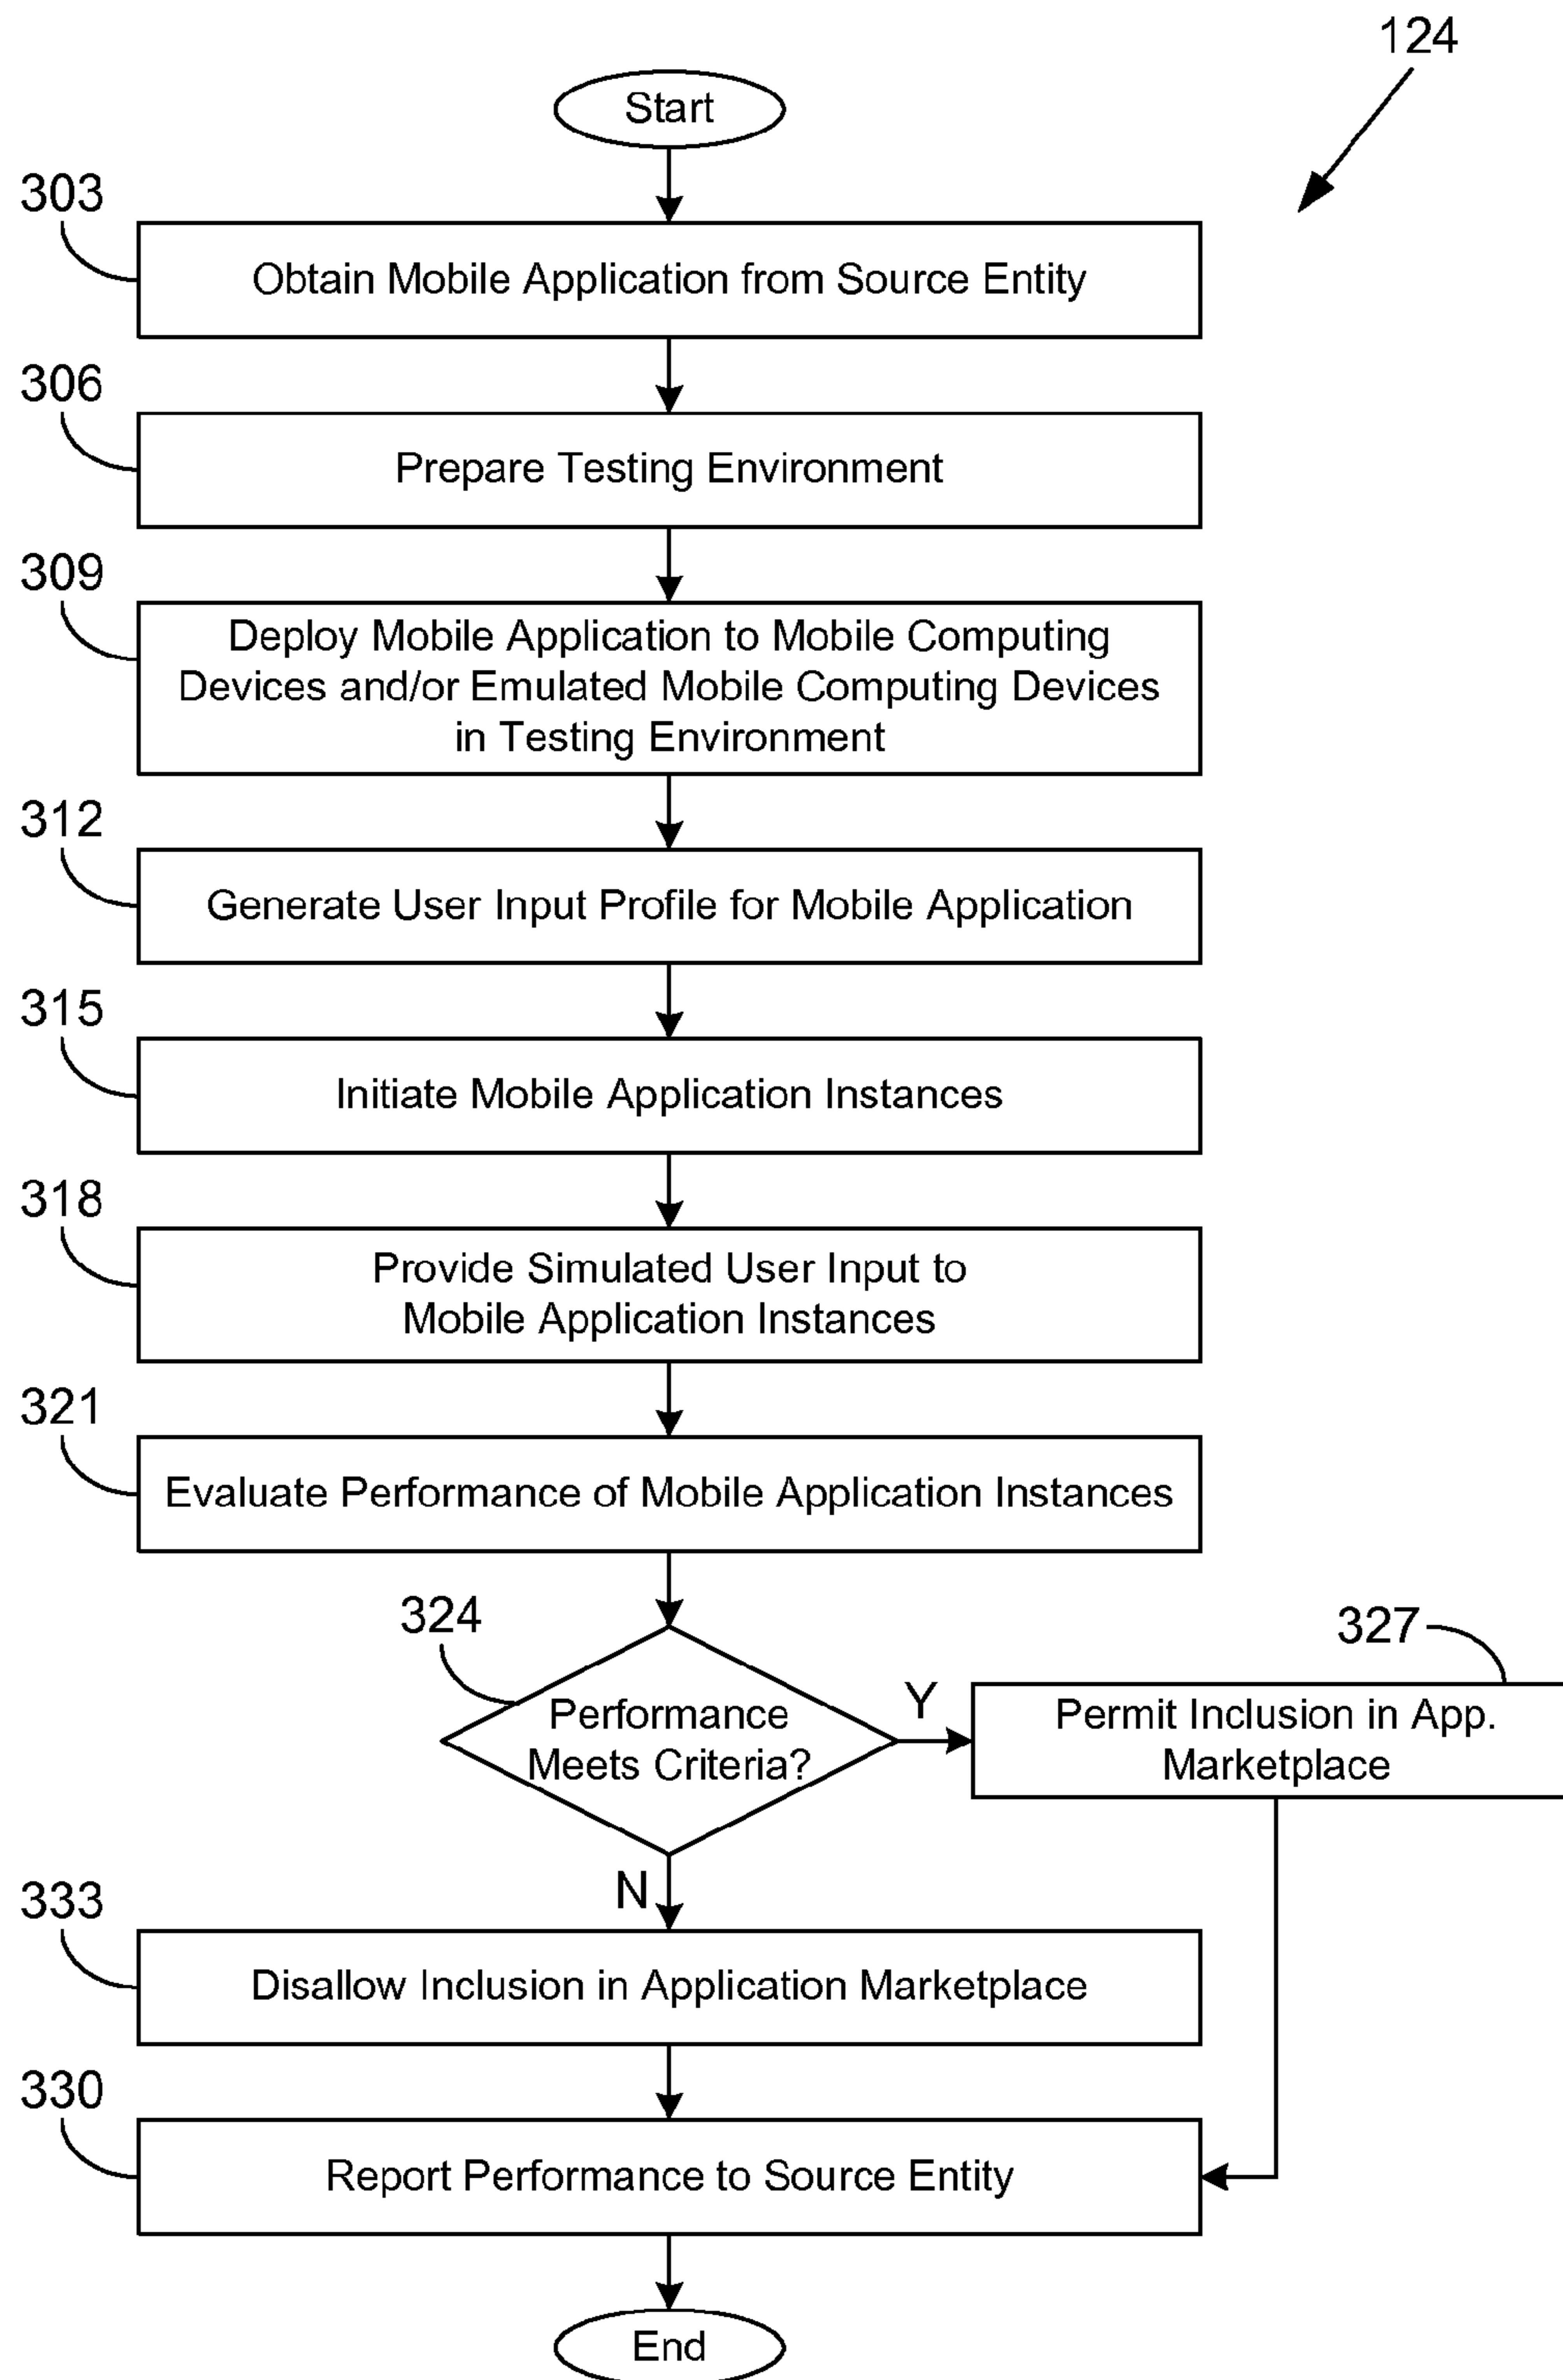 124
Start
303
Obtain Mobile Application from Source Entity
306
Prepare Testing Environment
309
Deploy Mobile Application to Mobile Computing
Devices and/or Emulated Mobile Computing Devices
in Testing Environment
312
Generate User Input Profile for Mobile Application
315
Initiate Mobile Application Instances
318
Provide Simulated User Input to
Mobile Application Instances
321
Evaluate Performance of Mobile Application Instances
324
Performance
Meets Criteria?
Y
327
Permit Inclusion in App.
Marketplace
N
333
Disallow Inclusion in Application Marketplace
330
Report Performance to Source Entity
End